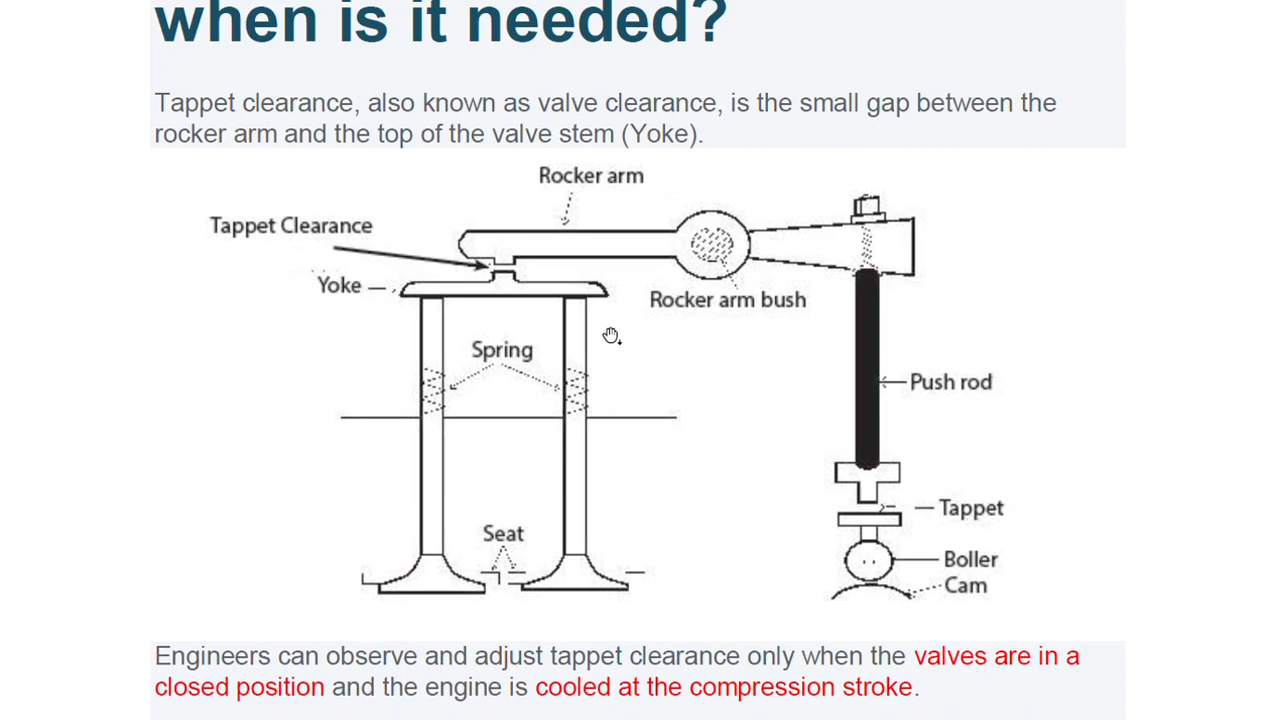 when is it needed?
Tappet clearance, also known as valve clearance, is the small gap between the
rocker arm and the top of the valve stem (Yoke).
Rocker arm
Tappet Clearance
Yoke
Rocker arm bush
Spring
Push rod
Tappet
Seat
Boller
Cam
Engineers can observe and adjust tappet clearance only when the valves are in a
closed position and the engine is cooled at the compression stroke.